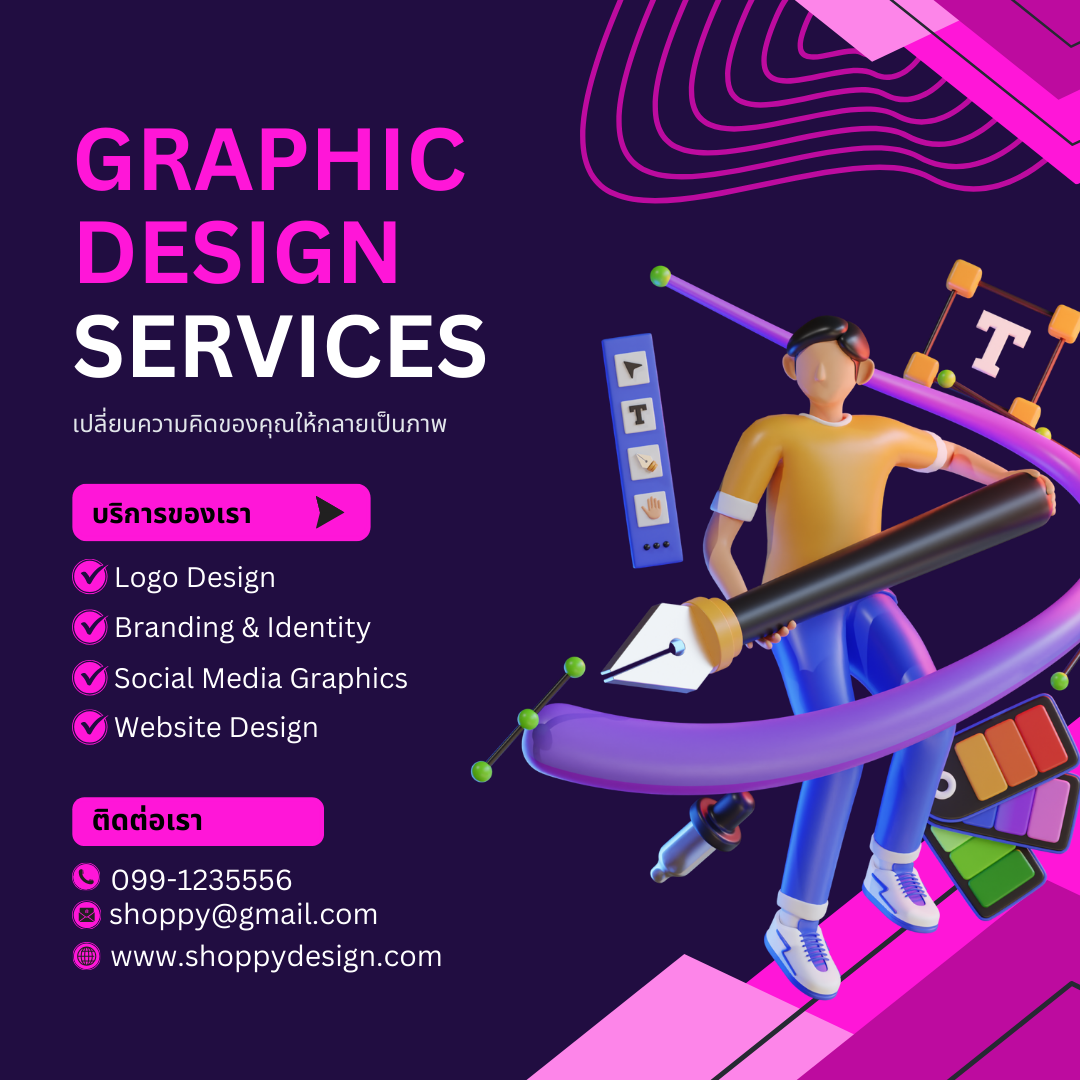 GRAPHIC
DESIGN
SERVICES
เปลี่ยนความคิดของคุณให้กลายเป็นภาพ
บริการของเรา
Logo Design
Branding & Identity
Social Media Graphics
Website Design
ติดต่อเรา
099-1235556
shoppy@gmail.com
www.shoppydesign.com
T
T